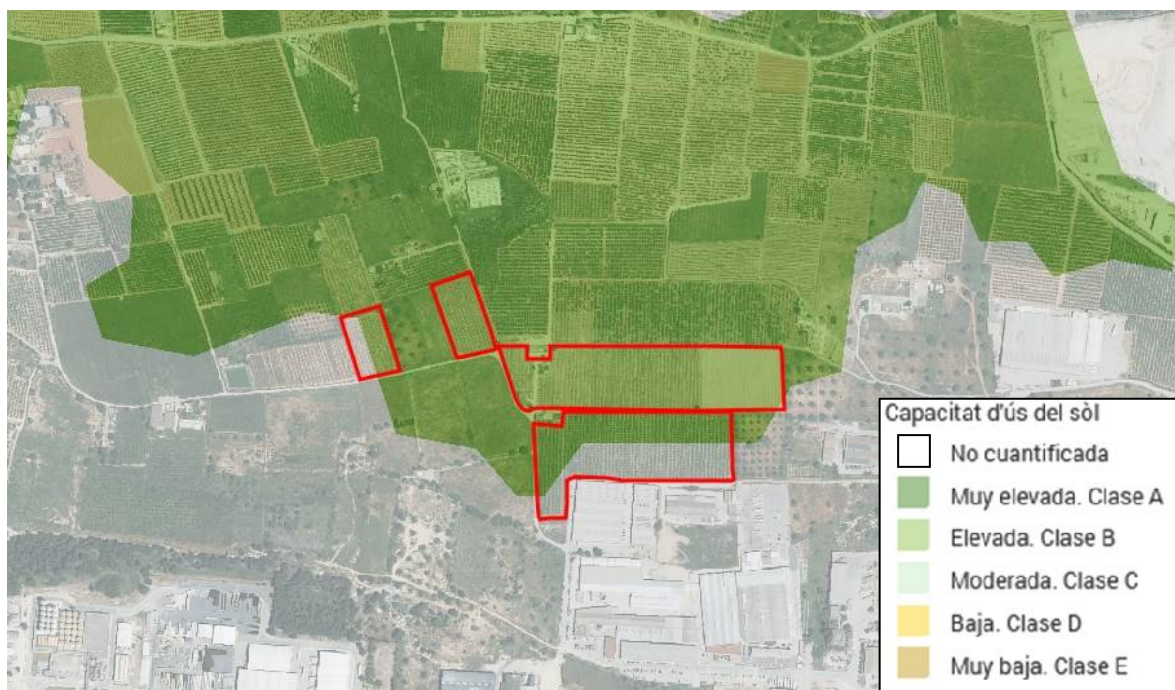 Capacitat d'ús del sòl
No cuantificada
Muy elevada. Clase A
Elevada. Clase B
Moderada. Clase C
Baja. Clase D
Muy baja. Clase E